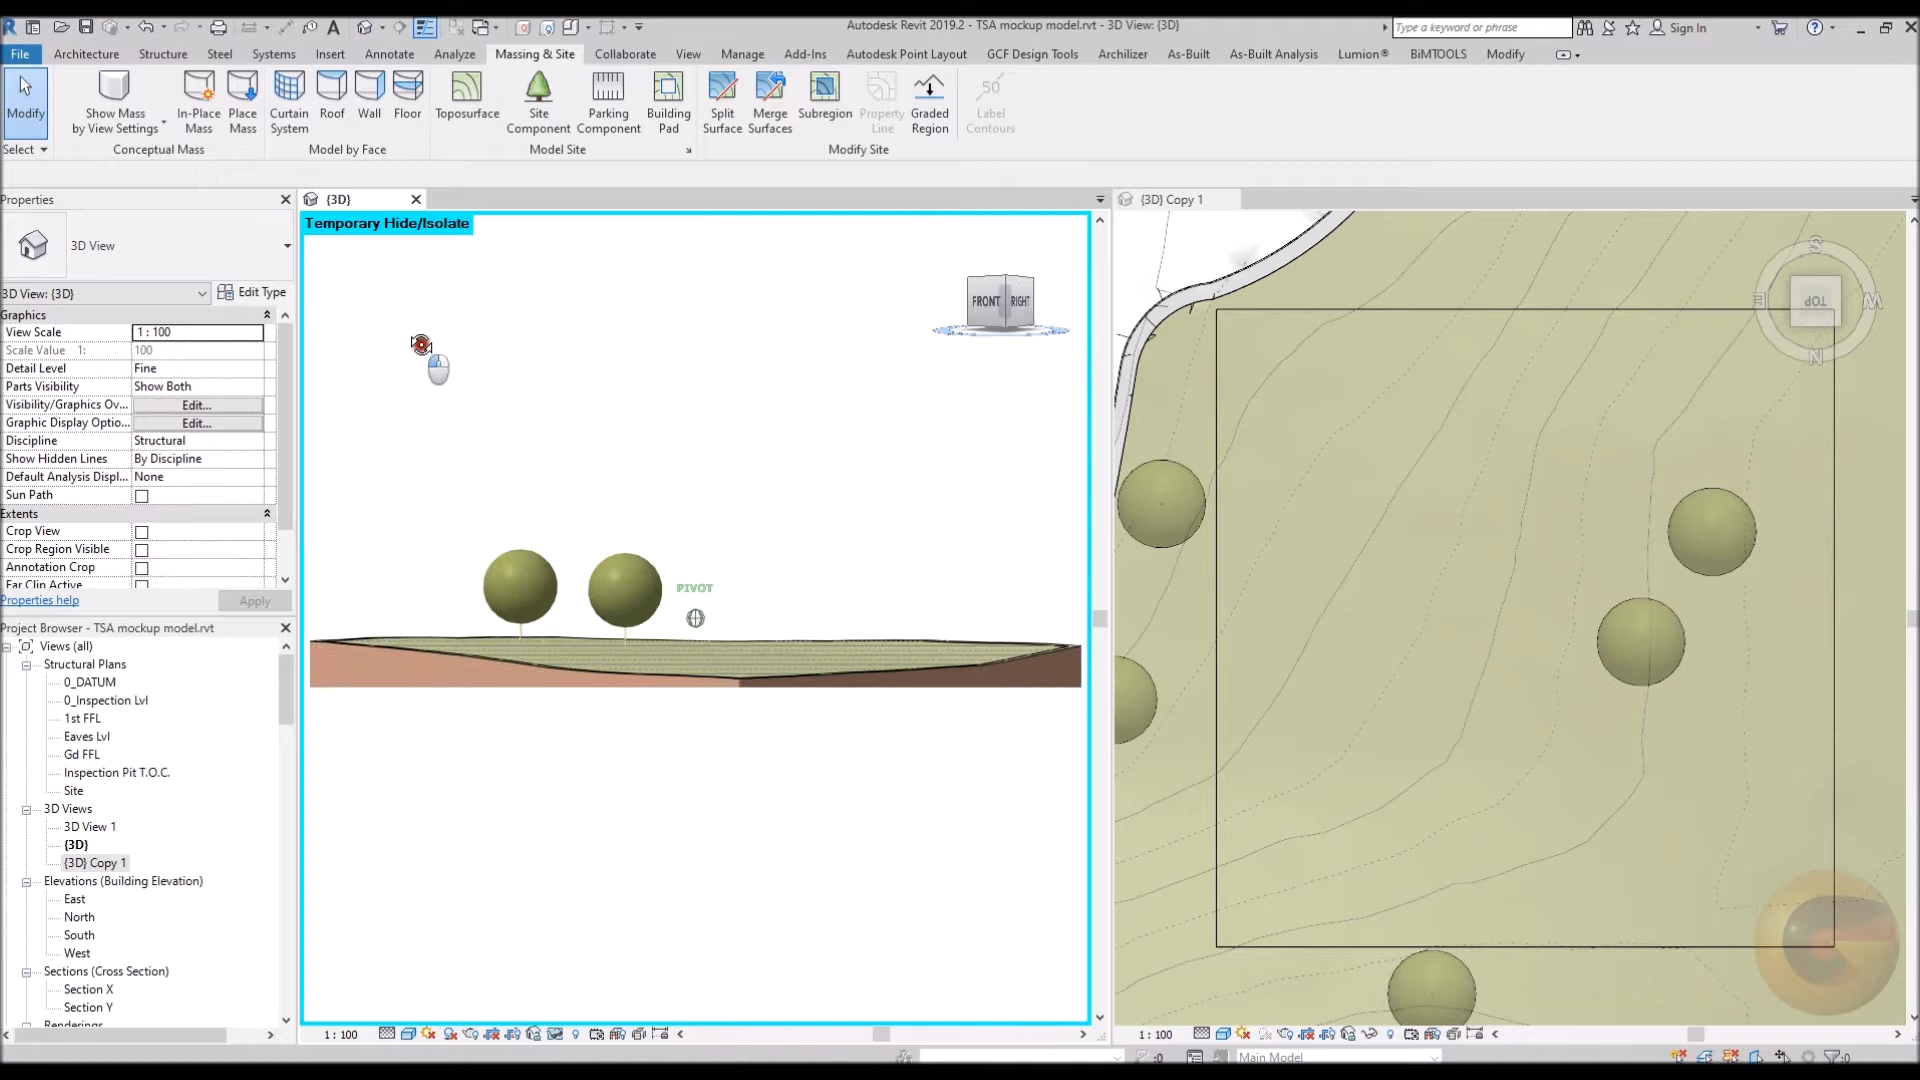 Autodesk Revit 2019.2 - TSA mockup model.rvt - 3D View: {3D}
Type a keyword or phrase
Sign In
File Architecture Structure Steel Systems Insert Annotate Analyze Massing & Site Collaborate View Manage Add-Ins Autodesk Point Layout GCF Design Tools Archilizer As-Built As-Built Analysis Lumion® BiMTOOLS Modify
Modify
Show Mass by View Settings
In-Place Mass
Place Mass
Curtain System
Roof
Wall
Floor
Toposurface
Site Component
Parking Component
Building Pad
Split Surface
Merge Surfaces
Subregion
Property Line
Graded Region
50
Label Contours
Select
Conceptual Mass
Model by Face
Model Site
Modify Site
Properties
3D View
3D View: {3D}
Edit Type
Graphics
View Scale 1 : 100
Scale Value 1: 100
Detail Level Fine
Parts Visibility Show Both
Visibility/Graphics Ov... Edit...
Graphic Display Optio... Edit...
Discipline Structural
Show Hidden Lines By Discipline
Default Analysis Displ... None
Sun Path
Extents
Crop View
Crop Region Visible
Annotation Crop
Far Clip Active
Properties help
Apply
Project Browser - TSA mockup model.rvt
Views (all)
Structural Plans
0_DATUM
0_Inspection Lvl
1st FFL
Eaves Lvl
Gd FFL
Inspection Pit T.O.C.
Site
3D Views
3D View 1
{3D}
{3D} Copy 1
Elevations (Building Elevation)
East
North
South
West
Sections (Cross Section)
Section X
Section Y
Renderings
{3D}
Temporary Hide/Isolate
FRONT
RIGHT
PIVOT
1 : 100
{3D} Copy 1
S
E
TOP
W
N
1 : 100
:0
Main Model
:0